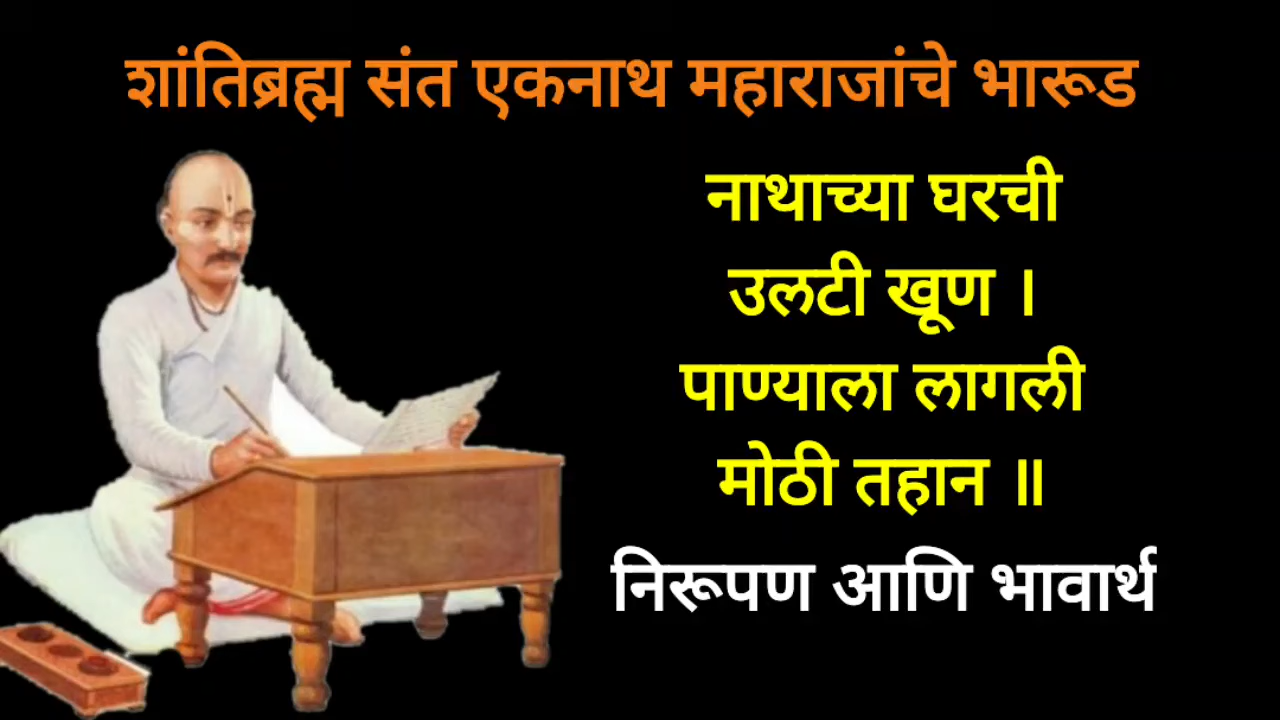 शांतिब्रह्म संत एकनाथ महाराजांचे भारूड
नाथाच्या घरची
उलटी खूण ।
पाण्याला लागली
मोठी तहान ॥
निरूपण आणि भावार्थ